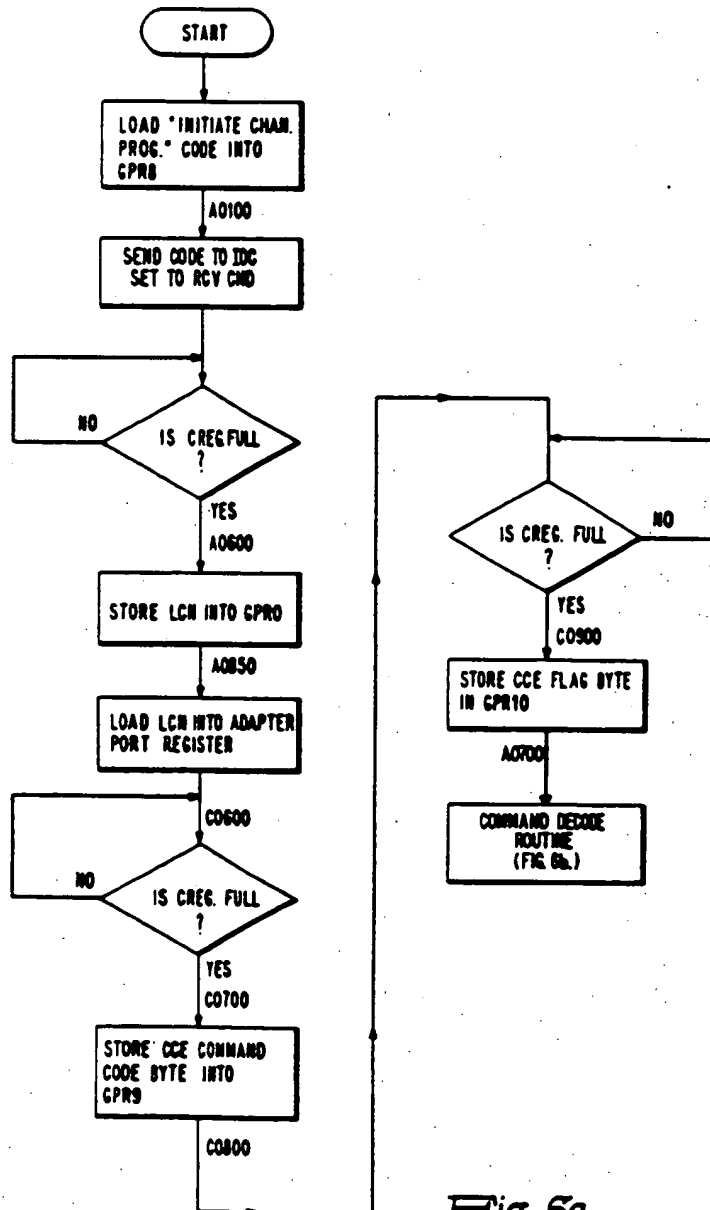 START
LOAD "INITIATE CHAN.
PROG." CODE INTO
GPR8
A0100
SEND CODE TO IDC
SET TO RCV CMD
NO
IS CREG. FULL
?
YES
A0600
STORE LCN INTO GPR0
A0850
LOAD LCN INTO ADAPTER
PORT REGISTER
C0600
NO
IS CREG. FULL
?
YES
C0700
STORE CCE COMMAND
CODE BYTE INTO
GPR9
C0800
IS CREG. FULL
?
NO
YES
C0900
STORE CCE FLAG BYTE
IN GPR10
A0700
COMMAND DECODE
ROUTINE
(FIG. 6b.)
Fig. 6a